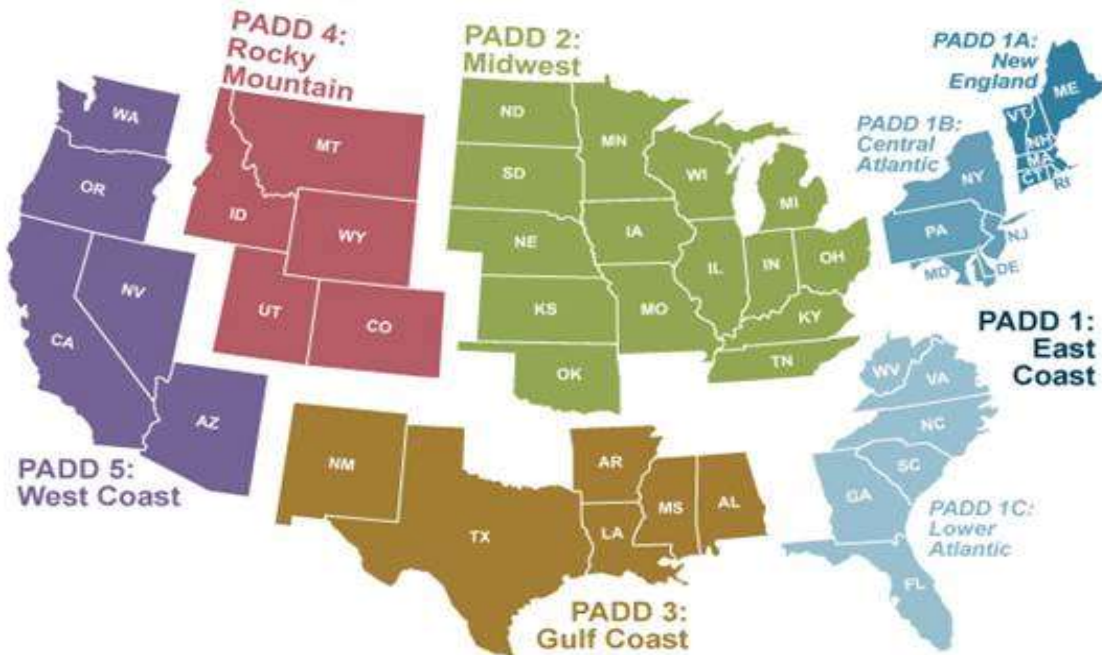 PADD 4:
Rocky
Mountain
PADD 2:
Midwest
PADD 1A:
New
England
PADD 1B:
Central
Atlantic
WA
OR
CA
NV
AZ
PADD 5:
West Coast
MT
ID
WY
UT
CO
ND
SD
NE
KS
OK
MN
IA
MO
WI
IL
MI
IN
OH
KY
TN
ME
VT
NH
MA
CT
RI
NY
PA
NJ
MD
DE
PADD 1:
East
Coast
WV
VA
NC
SC
GA
FL
PADD 1C:
Lower
Atlantic
NM
TX
AR
LA
MS
AL
PADD 3:
Gulf Coast